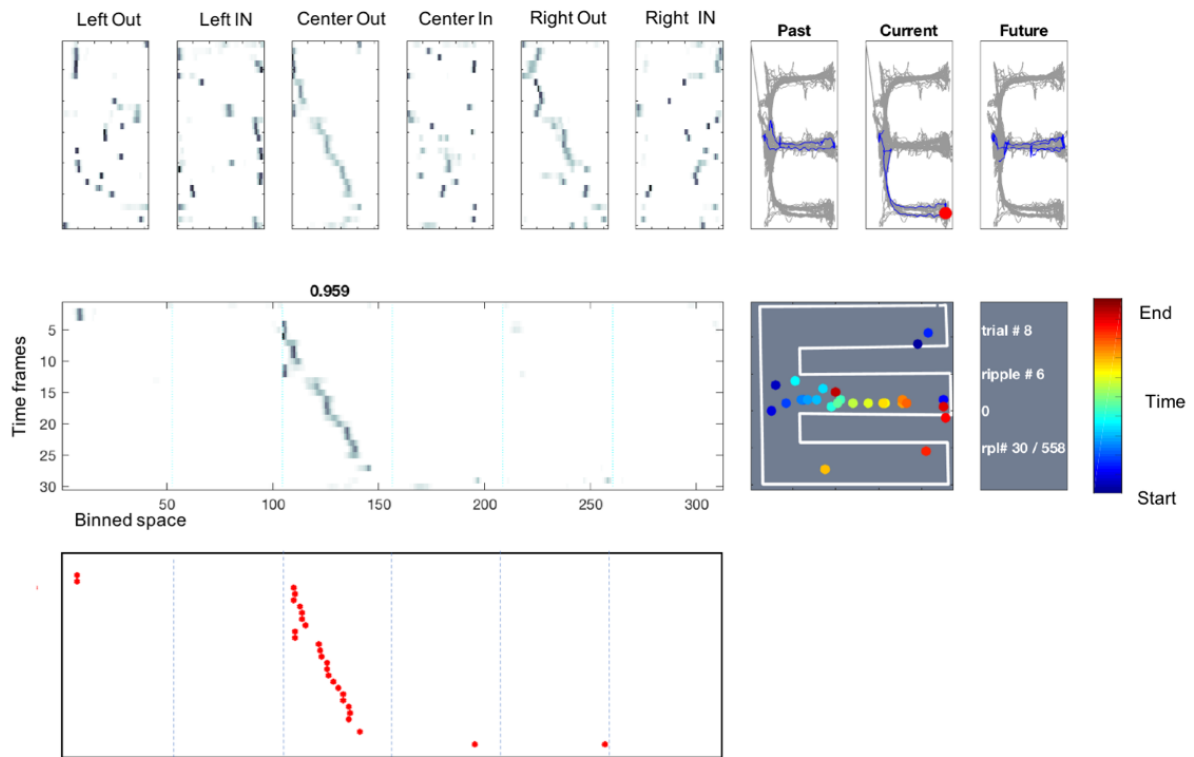 Left Out
Left IN
Center Out
Center In
Right Out
Right IN
Past
Current
Future
0.959
Time frames
5
10
15
20
25
30
50
100
150
200
250
300
Binned space
trial # 8
ripple # 6
0
rpl# 30 / 558
End
Time
Start